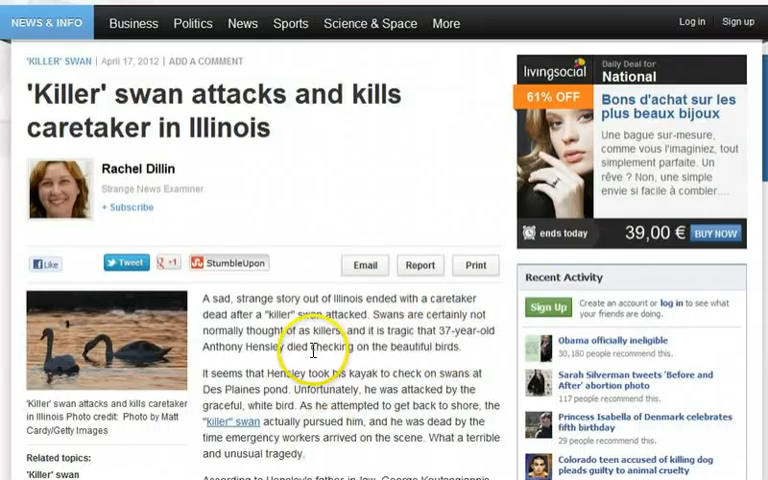 NEWS & INFO Business Politics News Sports Science & Space More Log in Sign up
'KILLER' SWAN | April 17, 2012 | ADD A COMMENT
'Killer' swan attacks and kills
caretaker in Illinois
Rachel Dillin
Strange News Examiner
+ Subscribe
Like Tweet +1 StumbleUpon Email Report Print
'Killer' swan attacks and kills caretaker
in Illinois Photo credit: Photo by Matt
Cardy/Getty Images
Related topics:
'Killer' swan
A sad, strange story out of Illinois ended with a caretaker
dead after a "killer" swan attacked. Swans are certainly not
normally thought of as killers, and it is tragic that 37-year-old
Anthony Hensley died checking on the beautiful birds.
It seems that Hensley took his kayak to check on swans at
Des Plaines pond. Unfortunately, he was attacked by the
graceful, white bird. As he attempted to get back to shore, the
"killer" swan actually pursued him, and he was dead by the
time emergency workers arrived on the scene. What a terrible
and unusual tragedy.
According to Hensley's father-in-law, George
livingsocial
Daily Deal for
National
61% OFF
Bons d'achat sur les
plus beaux bijoux
Une bague sur-mesure,
comme vous l'imaginiez, tout
simplement parfaite. Un
rêve ? Non, une simple
envie si facile à combler....
ends today 39,00 € BUY NOW
Recent Activity
Sign Up Create an account or log in to see what
your friends are doing.
Obama officially ineligible
30,180 people recommend this.
Sarah Silverman tweets 'Before and
After' abortion photo
117 people recommend this.
Princess Isabella of Denmark celebrates
fifth birthday
29 people recommend this.
Colorado teen accused of killing dog
pleads guilty to animal cruelty